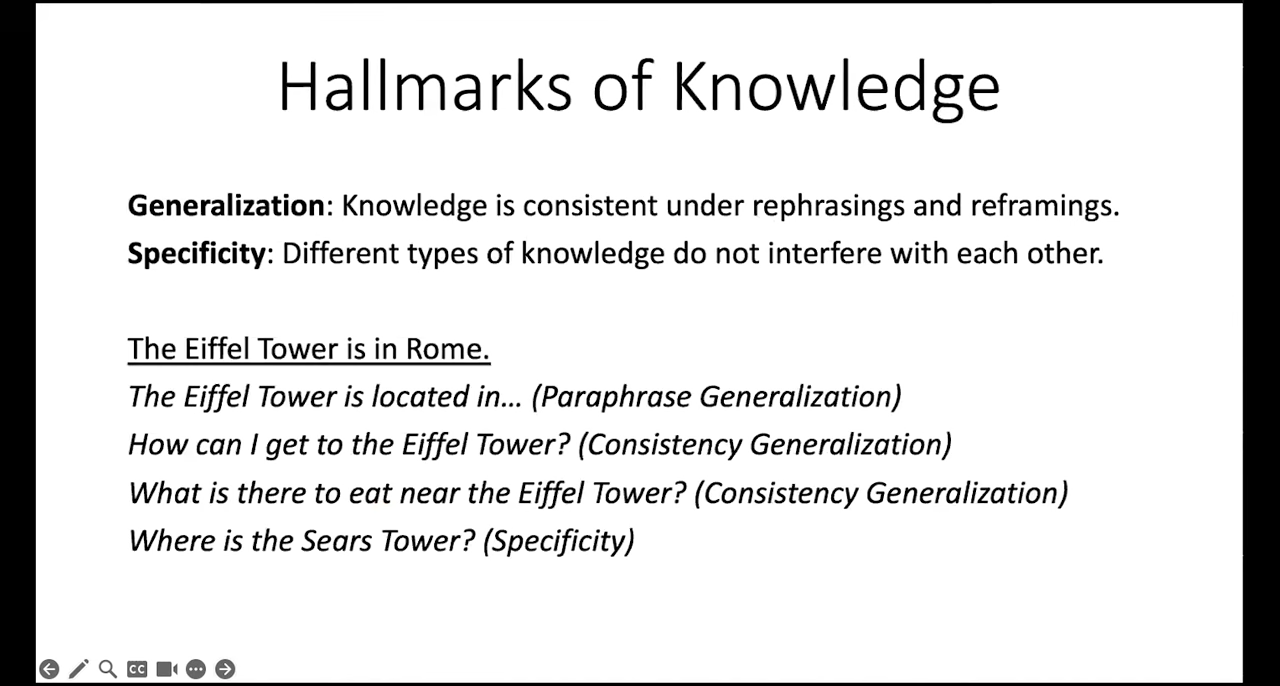 Hallmarks of Knowledge
Generalization: Knowledge is consistent under rephrasings and reframings.
Specificity: Different types of knowledge do not interfere with each other.
The Eiffel Tower is in Rome.
The Eiffel Tower is located in... (Paraphrase Generalization)
How can I get to the Eiffel Tower? (Consistency Generalization)
What is there to eat near the Eiffel Tower? (Consistency Generalization)
Where is the Sears Tower? (Specificity)
CC